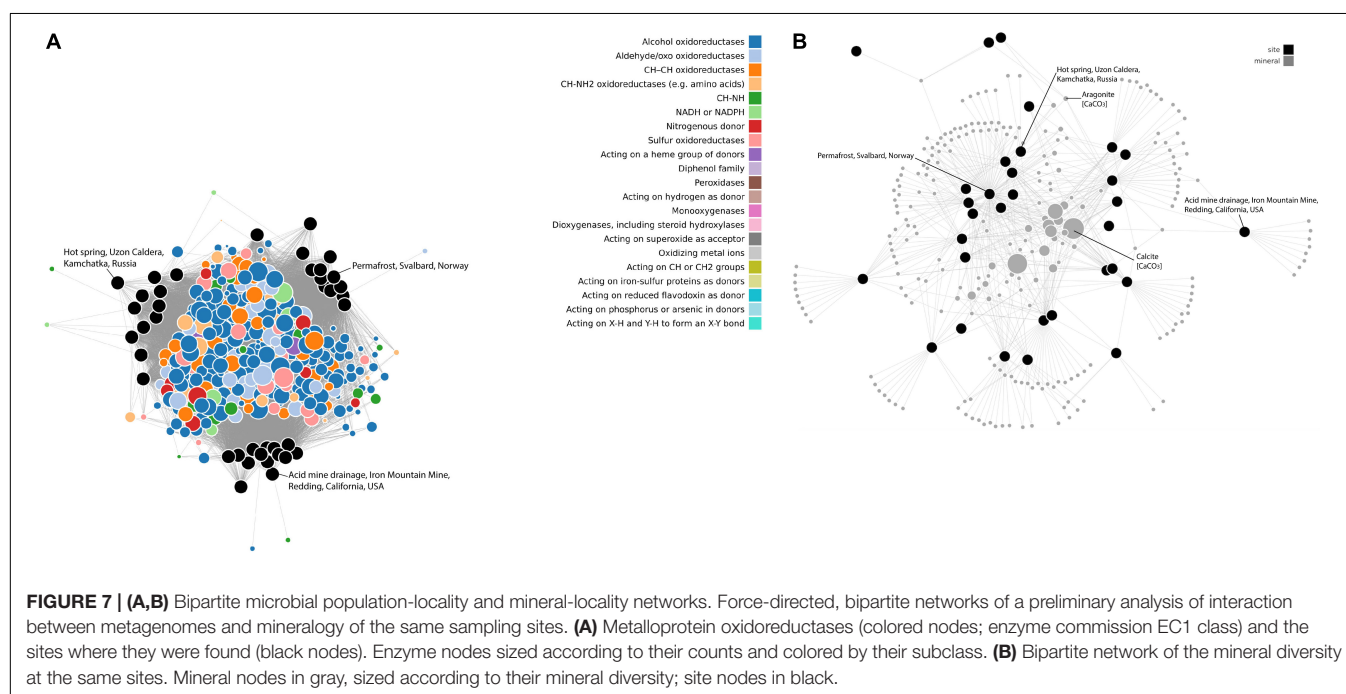 A
Alcohol oxidoreductases
Aldehyde/oxo oxidoreductases
CH–CH oxidoreductases
CH-NH2 oxidoreductases (e.g. amino acids)
CH-NH
NADH or NADPH
Nitrogenous donor
Sulfur oxidoreductases
Acting on a heme group of donors
Diphenol family
Peroxidases
Acting on hydrogen as donor
Monooxygenases
Dioxygenases, including steroid hydroxylases
Acting on superoxide as acceptor
Oxidizing metal ions
Acting on CH or CH2 groups
Acting on iron-sulfur proteins as donors
Acting on reduced flavodoxin as donor
Acting on phosphorus or arsenic in donors
Acting on X-H and Y-H to form an X-Y bond
Hot spring, Uzon Caldera,
Kamchatka, Russia
Permafrost, Svalbard, Norway
Acid mine drainage, Iron Mountain Mine,
Redding, California, USA
B
site
mineral
Hot spring, Uzon Caldera,
Kamchatka, Russia
Aragonite
[CaCO₃]
Permafrost, Svalbard, Norway
Acid mine drainage, Iron Mountain Mine,
Redding, California, USA
Calcite
[CaCO₃]
FIGURE 7 | (A,B) Bipartite microbial population-locality and mineral-locality networks. Force-directed, bipartite networks of a preliminary analysis of interaction
between metagenomes and mineralogy of the same sampling sites. (A) Metalloprotein oxidoreductases (colored nodes; enzyme commission EC1 class) and the
sites where they were found (black nodes). Enzyme nodes sized according to their counts and colored by their subclass. (B) Bipartite network of the mineral diversity
at the same sites. Mineral nodes in gray, sized according to their mineral diversity; site nodes in black.